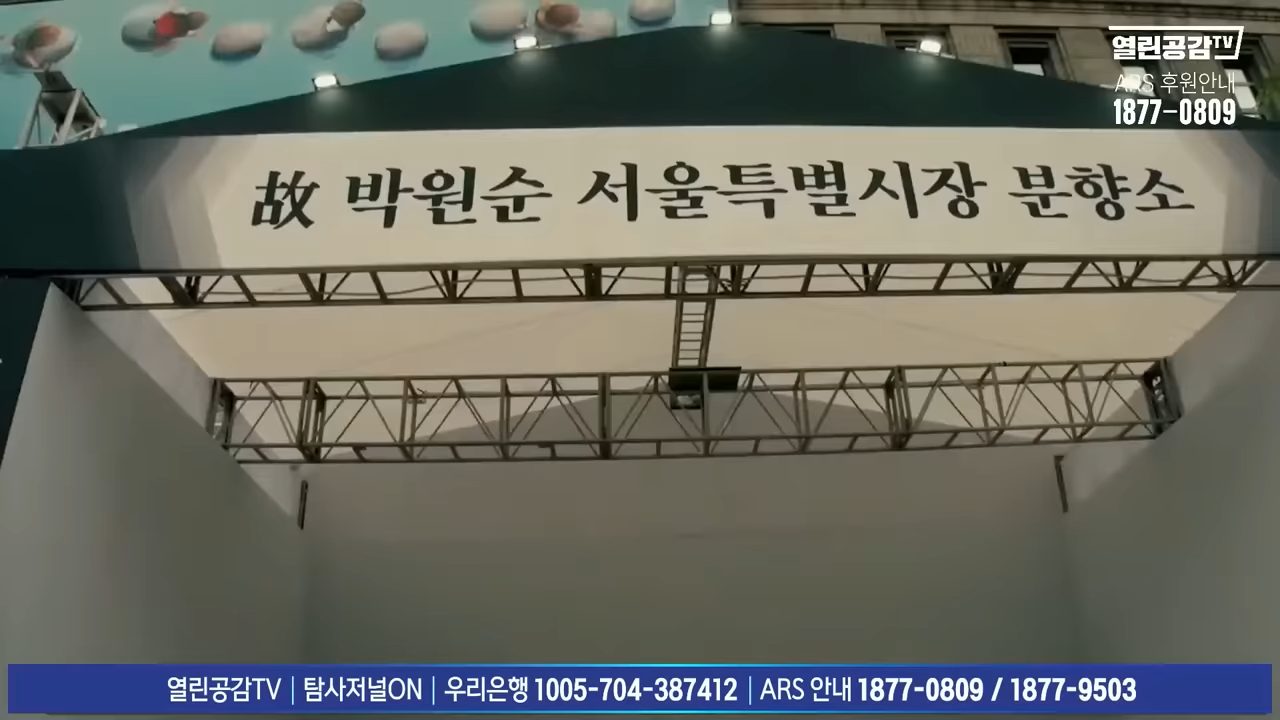 열린공감TV
ARS 후원안내
1877-0809
故 박원순 서울특별시장 분향소
열린공감TV | 탐사저널ON | 우리은행 1005-704-387412 | ARS 안내 1877-0809 / 1877-9503